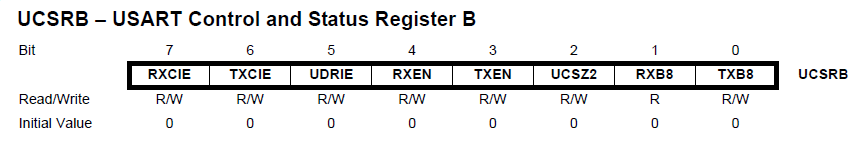 UCSRB – USART Control and Status Register B
Bit 7 6 5 4 3 2 1 0
RXCIE TXCIE UDRIE RXEN TXEN UCSZ2 RXB8 TXB8 UCSRB
Read/Write R/W R/W R/W R/W R/W R/W R R/W
Initial Value 0 0 0 0 0 0 0 0